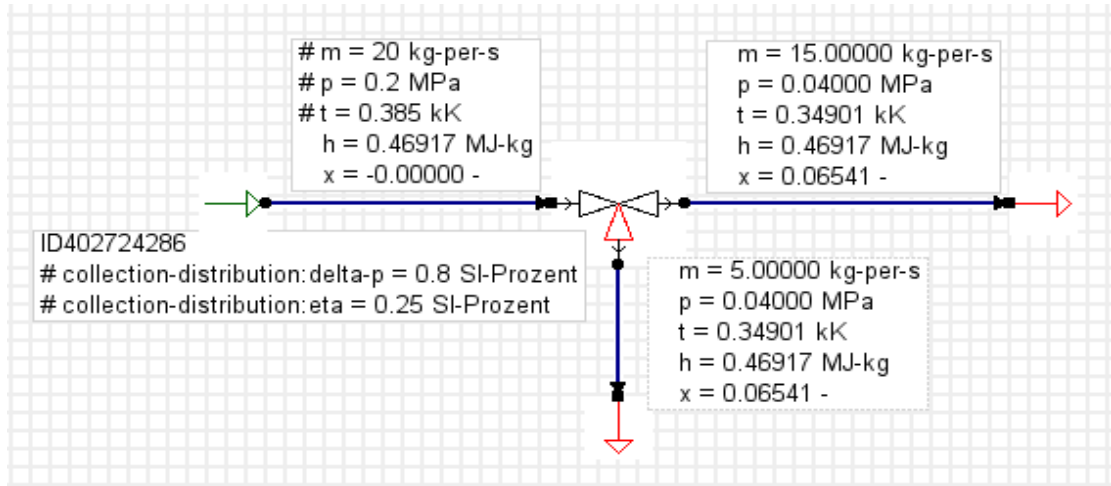 # m = 20 kg-per-s
# p = 0.2 MPa
# t = 0.385 kK
h = 0.46917 MJ-kg
x = -0.00000 -
m = 15.00000 kg-per-s
p = 0.04000 MPa
t = 0.34901 kK
h = 0.46917 MJ-kg
x = 0.06541 -
ID402724286
# collection-distribution:delta-p = 0.8 SI-Prozent
# collection-distribution:eta = 0.25 SI-Prozent
m = 5.00000 kg-per-s
p = 0.04000 MPa
t = 0.34901 kK
h = 0.46917 MJ-kg
x = 0.06541 -